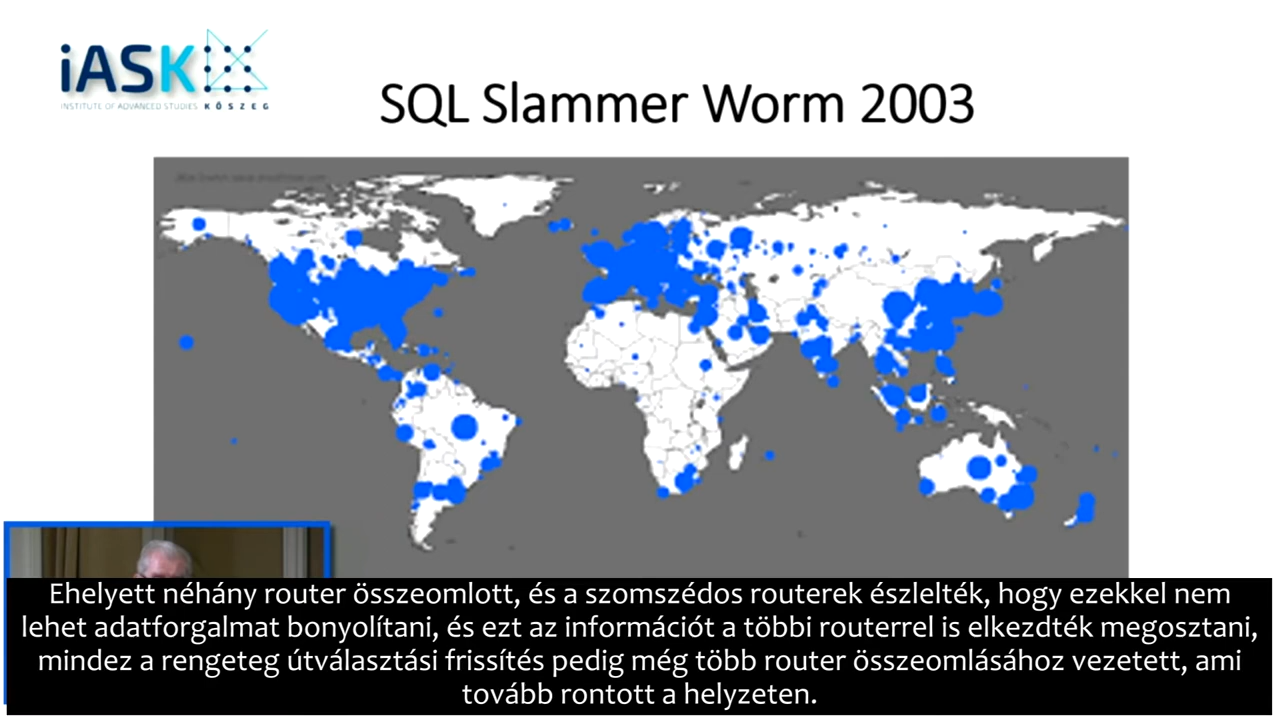 iASK
INSTITUTE OF ADVANCED STUDIES KŐSZEG
SQL Slammer Worm 2003
Ehelyett néhány router összeomlott, és a szomszédos routerek észlelték, hogy ezekkel nem
lehet adatforgalmat bonyolítani, és ezt az információt a többi routerrel is elkezdték megosztani,
mindez a rengeteg útválasztási frissítés pedig még több router összeomlásához vezetett, ami
tovább rontott a helyzeten.